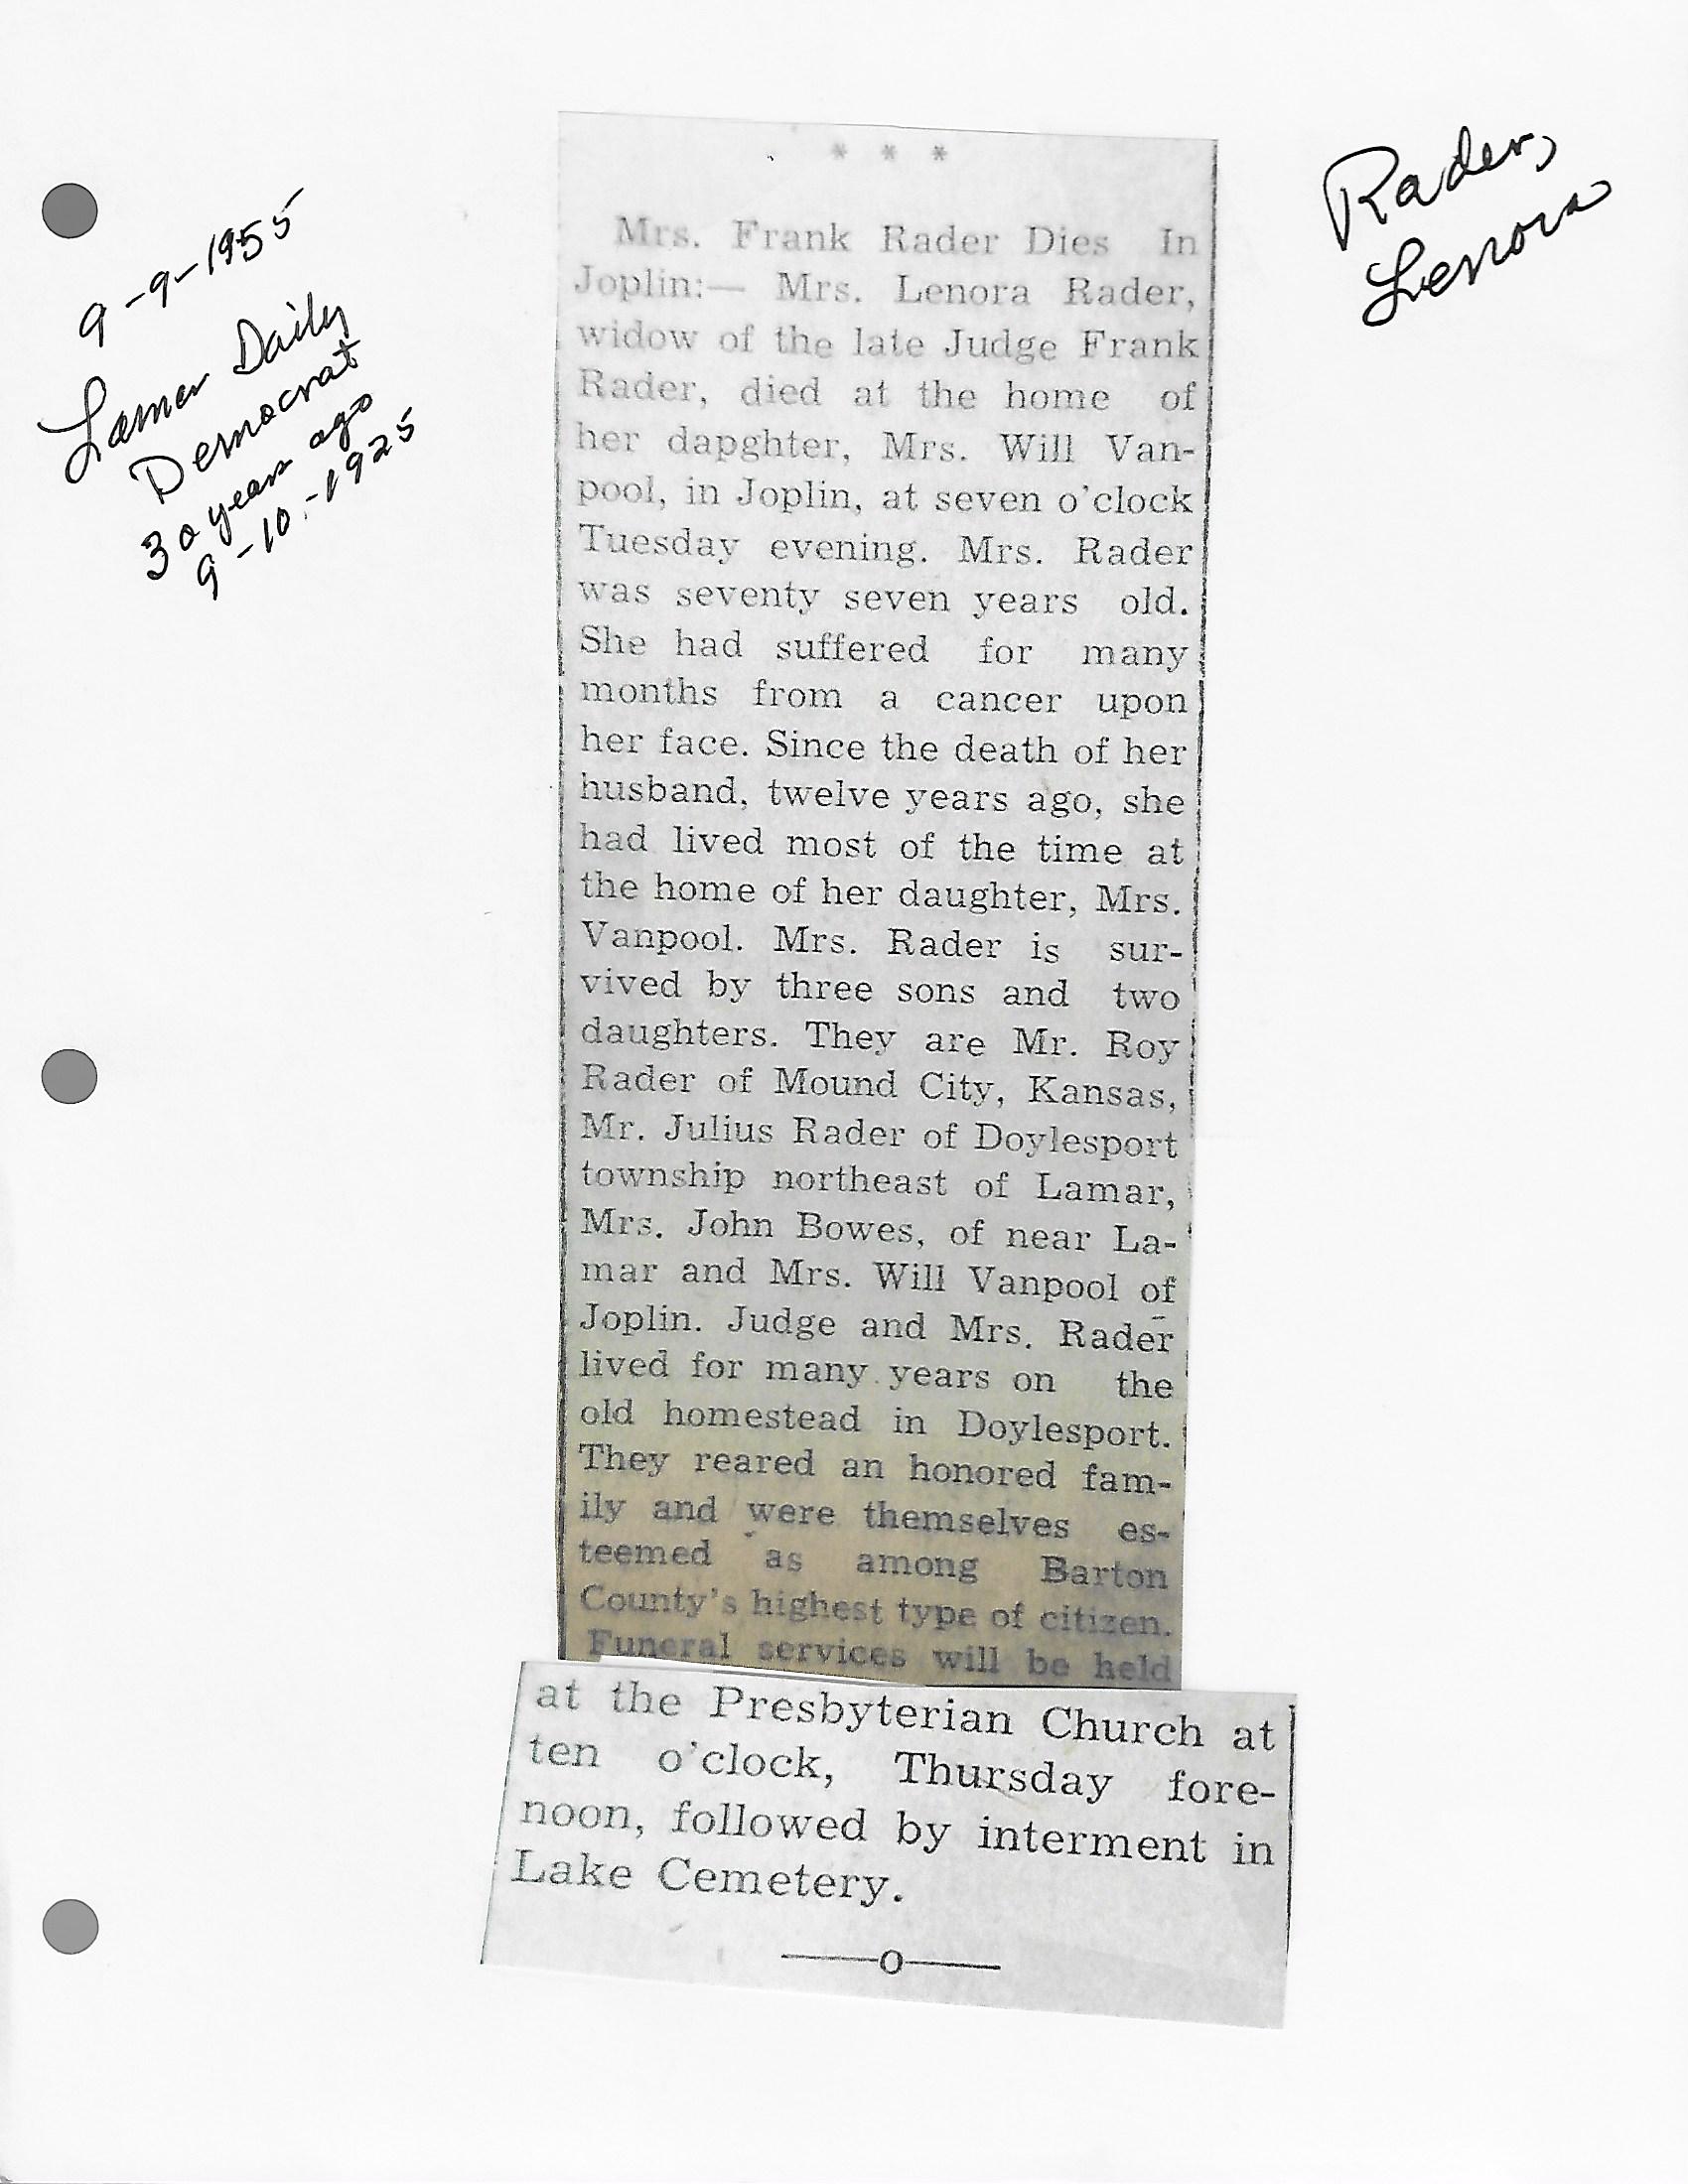 9-9-1955
Lamar Daily
Democrat
30 years ago
9-10-1925
Rader,
Lenora
* * *
Mrs. Frank Rader Dies In
Joplin:— Mrs. Lenora Rader,
widow of the late Judge Frank
Rader, died at the home of
her dapghter, Mrs. Will Van-
pool, in Joplin, at seven o'clock
Tuesday evening. Mrs. Rader
was seventy seven years old.
She had suffered for many
months from a cancer upon
her face. Since the death of her
husband, twelve years ago, she
had lived most of the time at
the home of her daughter, Mrs.
Vanpool. Mrs. Rader is sur-
vived by three sons and two
daughters. They are Mr. Roy
Rader of Mound City, Kansas,
Mr. Julius Rader of Doylesport
township northeast of Lamar,
Mrs. John Bowes, of near La-
mar and Mrs. Will Vanpool of
Joplin. Judge and Mrs. Rader
lived for many years on the
old homestead in Doylesport.
They reared an honored fam-
ily and were themselves es-
teemed as among Barton
County's highest type of citizen.
Funeral services will be held
at the Presbyterian Church at
ten o'clock, Thursday fore-
noon, followed by interment in
Lake Cemetery.
——o——